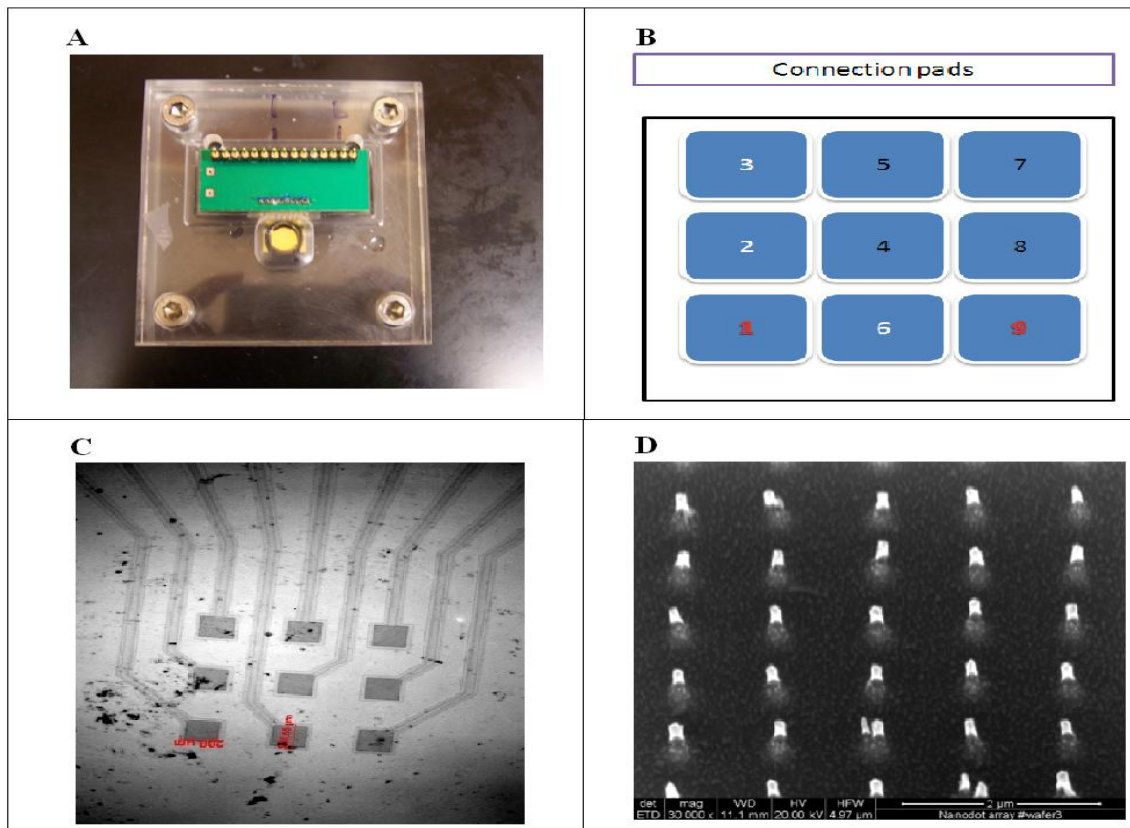 A
B
Connection pads
3 5 7
2 4 8
1 6 9
C
D
det mag WD HV HFW 2 µm
ETD 30 000 x 11.1 mm 20.00 kV 4.97 µm Nanodot array #wafer3